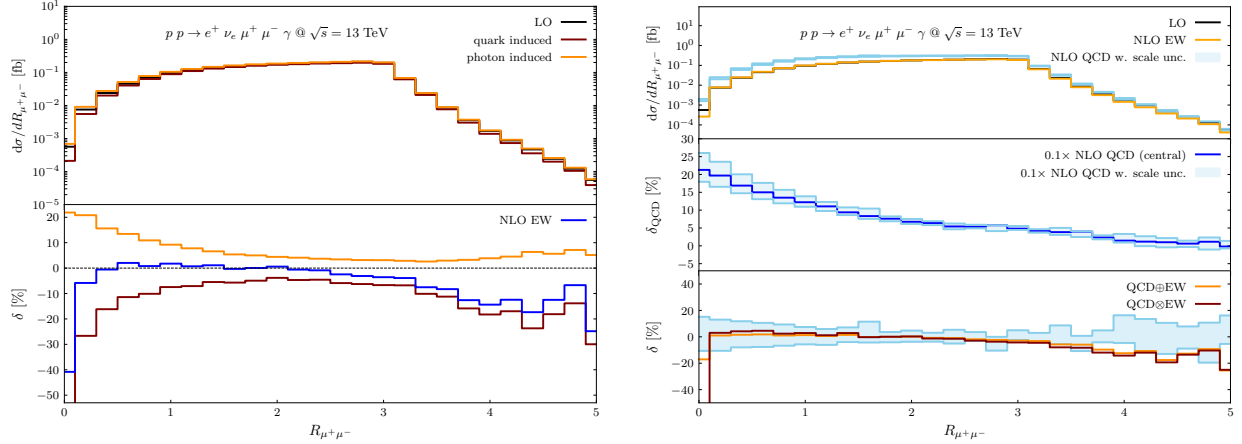 p p → e⁺ νₑ μ⁺ μ⁻ γ @ √s = 13 TeV
LO
quark induced
photon induced
dσ/dR_{μ⁺μ⁻} [fb]
10¹
10⁰
10⁻¹
10⁻²
10⁻³
10⁻⁴
10⁻⁵
NLO EW
δ [%]
20
10
0
−10
−20
−30
−40
−50
0 1 2 3 4 5
R_{μ⁺μ⁻}
p p → e⁺ νₑ μ⁺ μ⁻ γ @ √s = 13 TeV
LO
NLO EW
NLO QCD w. scale unc.
dσ/dR_{μ⁺μ⁻} [fb]
10²
10¹
10⁰
10⁻¹
10⁻²
10⁻³
10⁻⁴
0.1× NLO QCD (central)
0.1× NLO QCD w. scale unc.
δ_{QCD} [%]
30
25
20
15
10
5
0
−5
QCD⊕EW
QCD⊗EW
δ [%]
40
20
0
−20
−40
0 1 2 3 4 5
R_{μ⁺μ⁻}